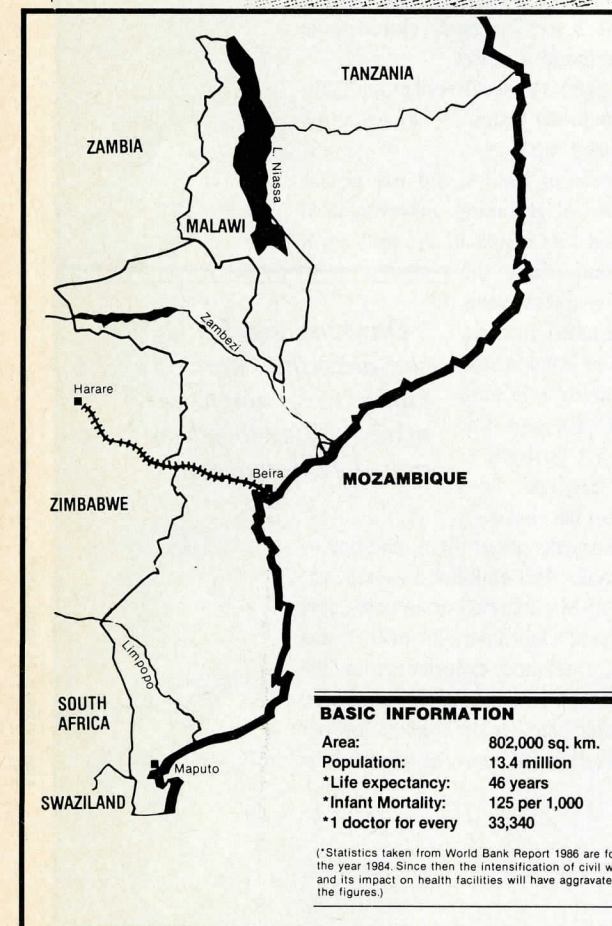 TANZANIA
ZAMBIA
L. Niassa
MALAWI
Zambezi
Harare
Beira
MOZAMBIQUE
ZIMBABWE
Limpopo
SOUTH
AFRICA
Maputo
SWAZILAND
BASIC INFORMATION
Area: 802,000 sq. km.
Population: 13.4 million
*Life expectancy: 46 years
*Infant Mortality: 125 per 1,000
*1 doctor for every 33,340
(*Statistics taken from World Bank Report 1986 are fo
the year 1984. Since then the intensification of civil w
and its impact on health facilities will have aggravate
the figures.)